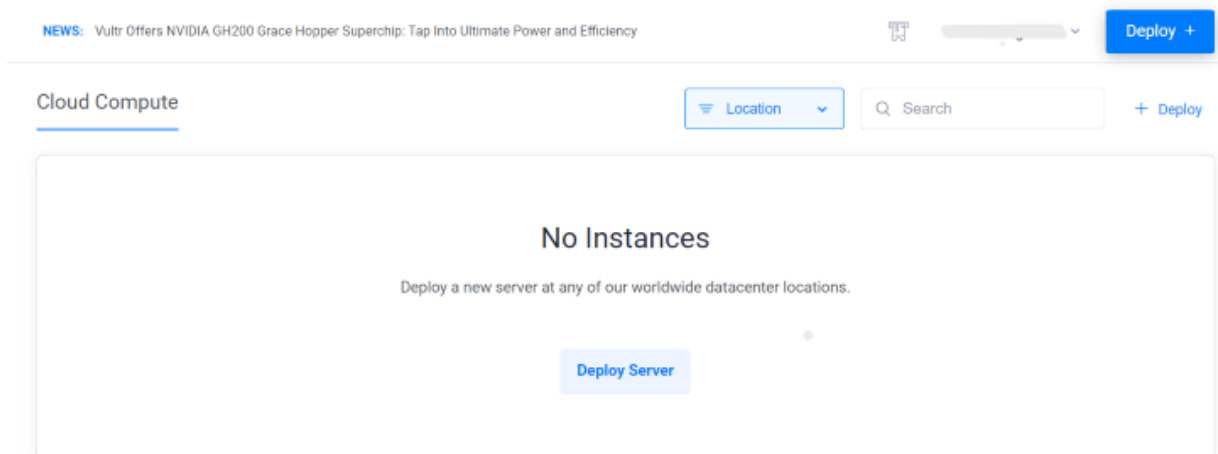 NEWS: Vultr Offers NVIDIA GH200 Grace Hopper Superchip: Tap Into Ultimate Power and Efficiency
Deploy +
Cloud Compute
Location
Search
+ Deploy
No Instances
Deploy a new server at any of our worldwide datacenter locations.
Deploy Server